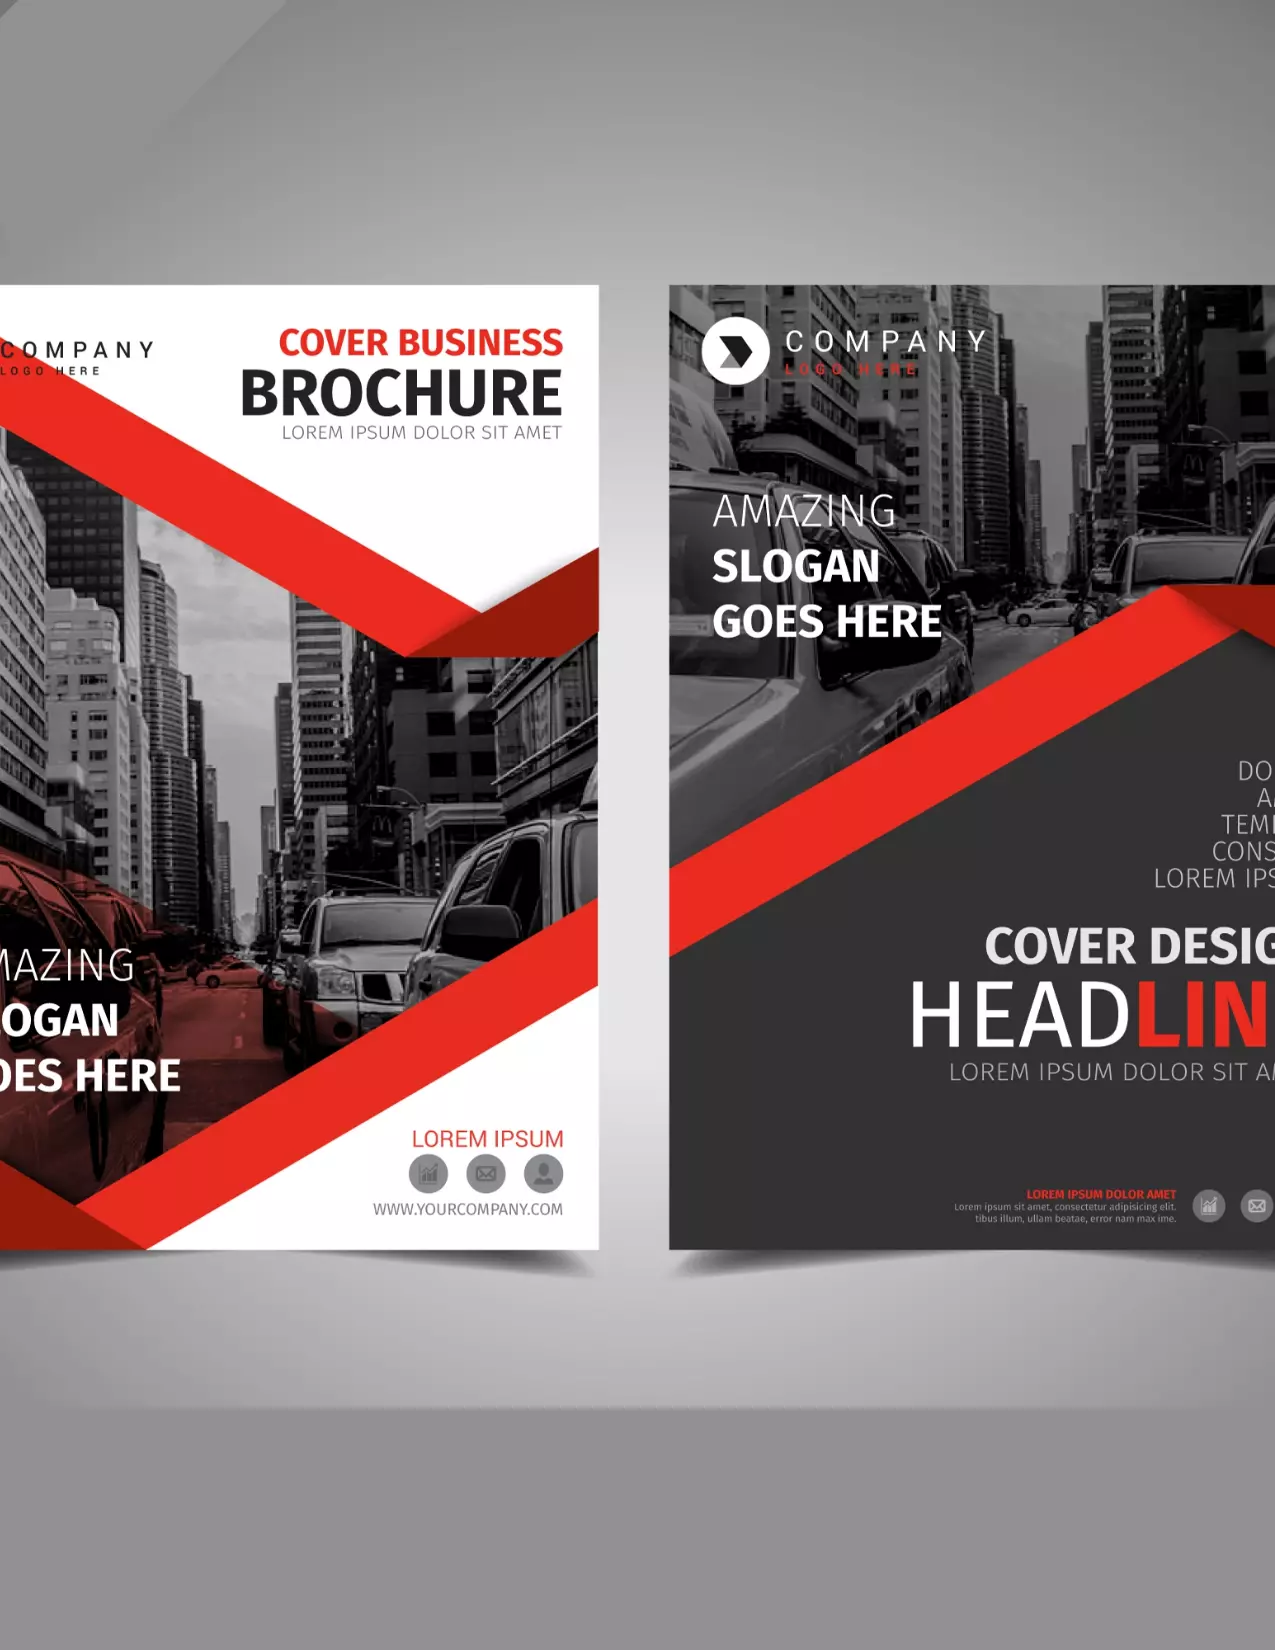 COMPANY
LOGO HERE
COVER BUSINESS
BROCHURE
LOREM IPSUM DOLOR SIT AMET
MAZING
OGAN
OES HERE
LOREM IPSUM
WWW.YOURCOMPANY.COM
COMPANY
LOGO HERE
AMAZING
SLOGAN
GOES HERE
DO
A
TEM
CONS
LOREM IPS
COVER DESIG
HEADLIN
LOREM IPSUM DOLOR SIT AM
LOREM IPSUM DOLOR AMET
Lorem ipsum sit amet, consectetur adipisicing elit.
tibus illum, ullam beatae, error nam max ime.